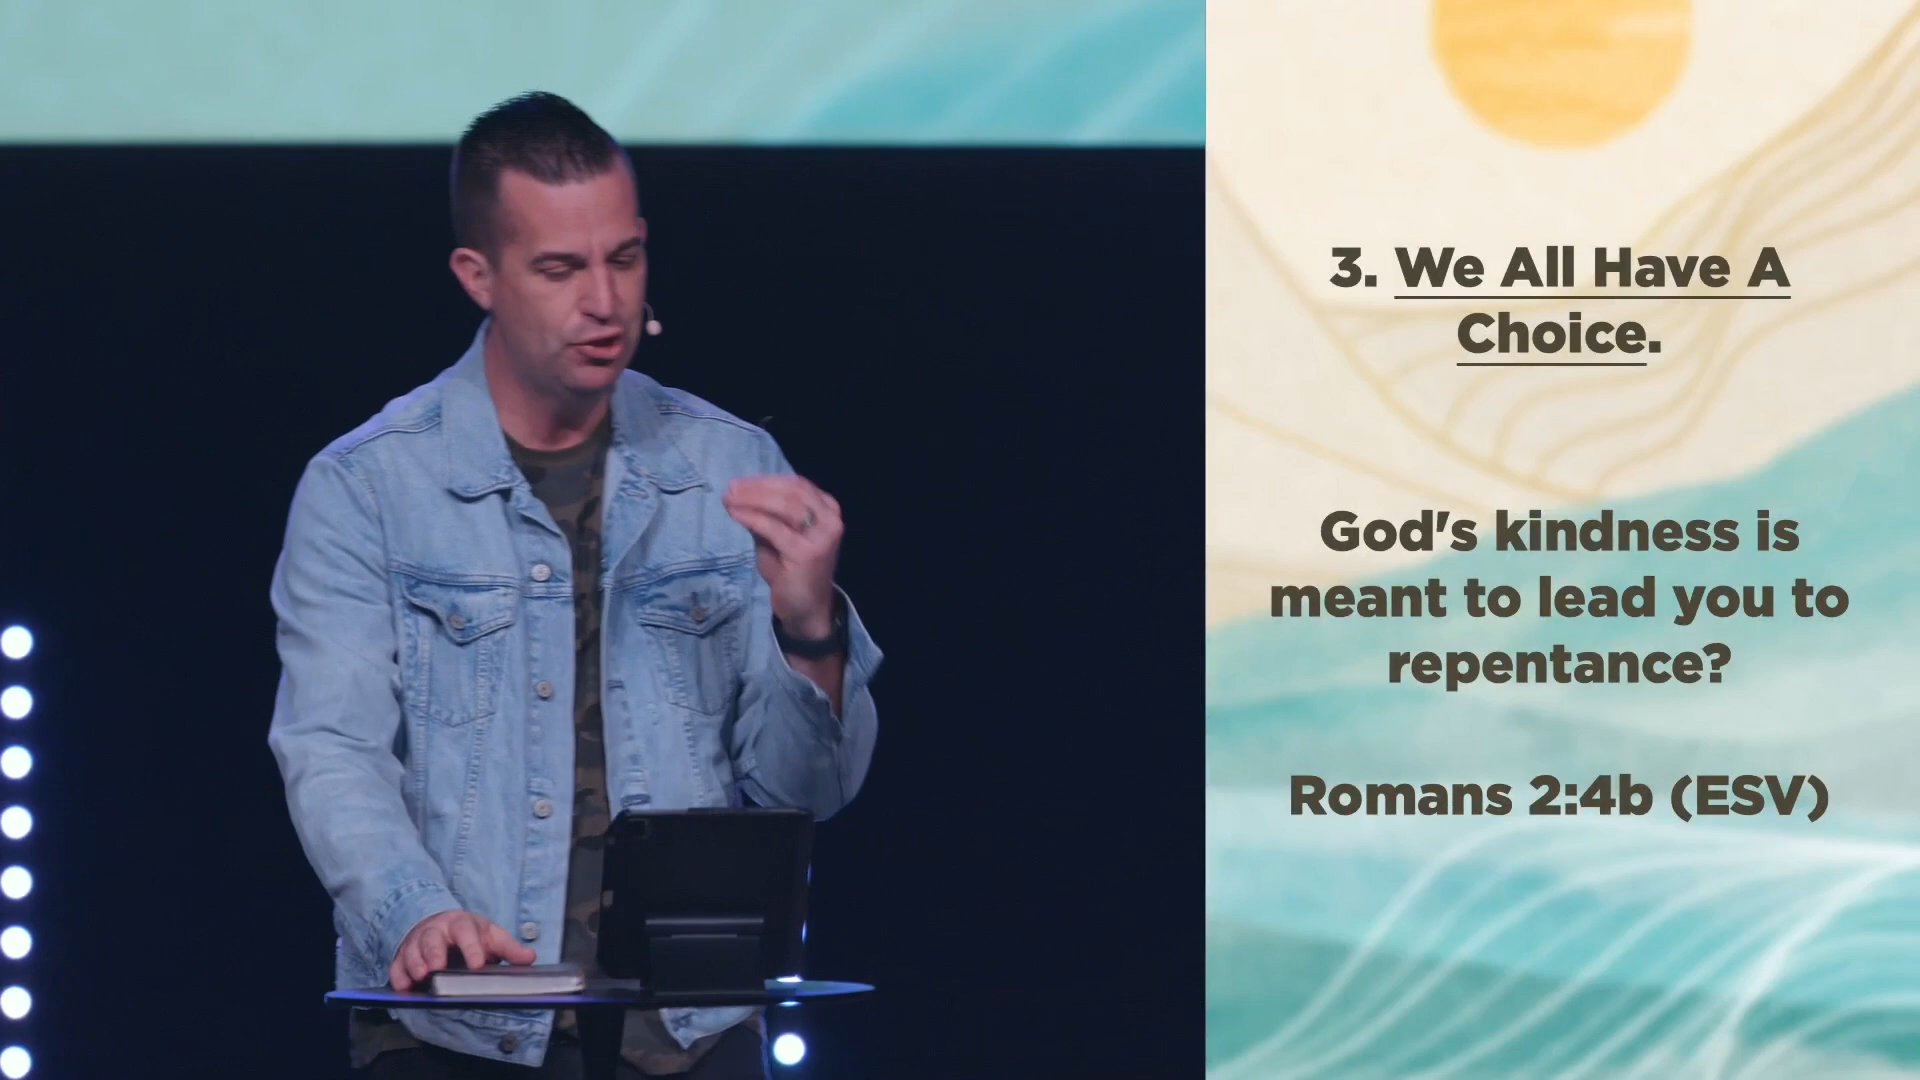 3. We All Have A
Choice.
God's kindness is
meant to lead you to
repentance?
Romans 2:4b (ESV)